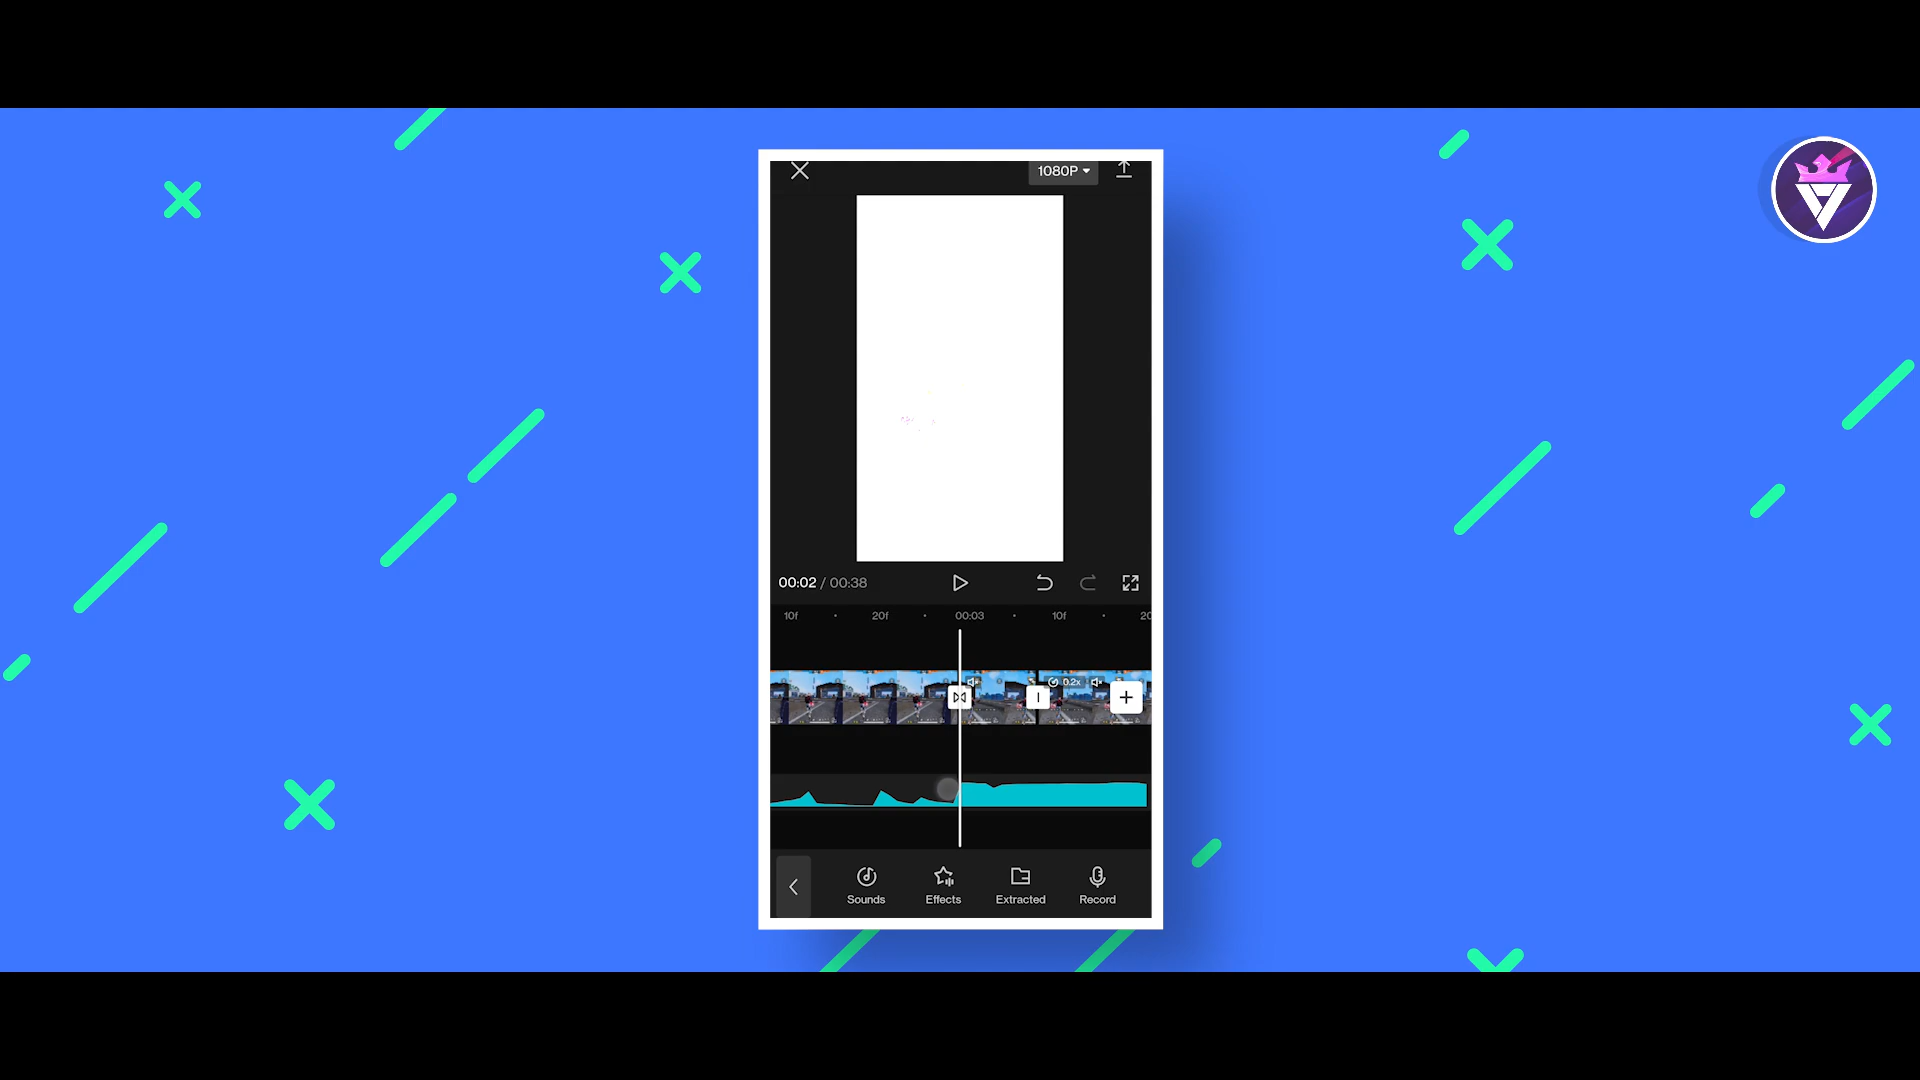 1080P
00:02 / 00:38
10f 20f 00:03 10f 20
0.2x
Sounds Effects Extracted Record